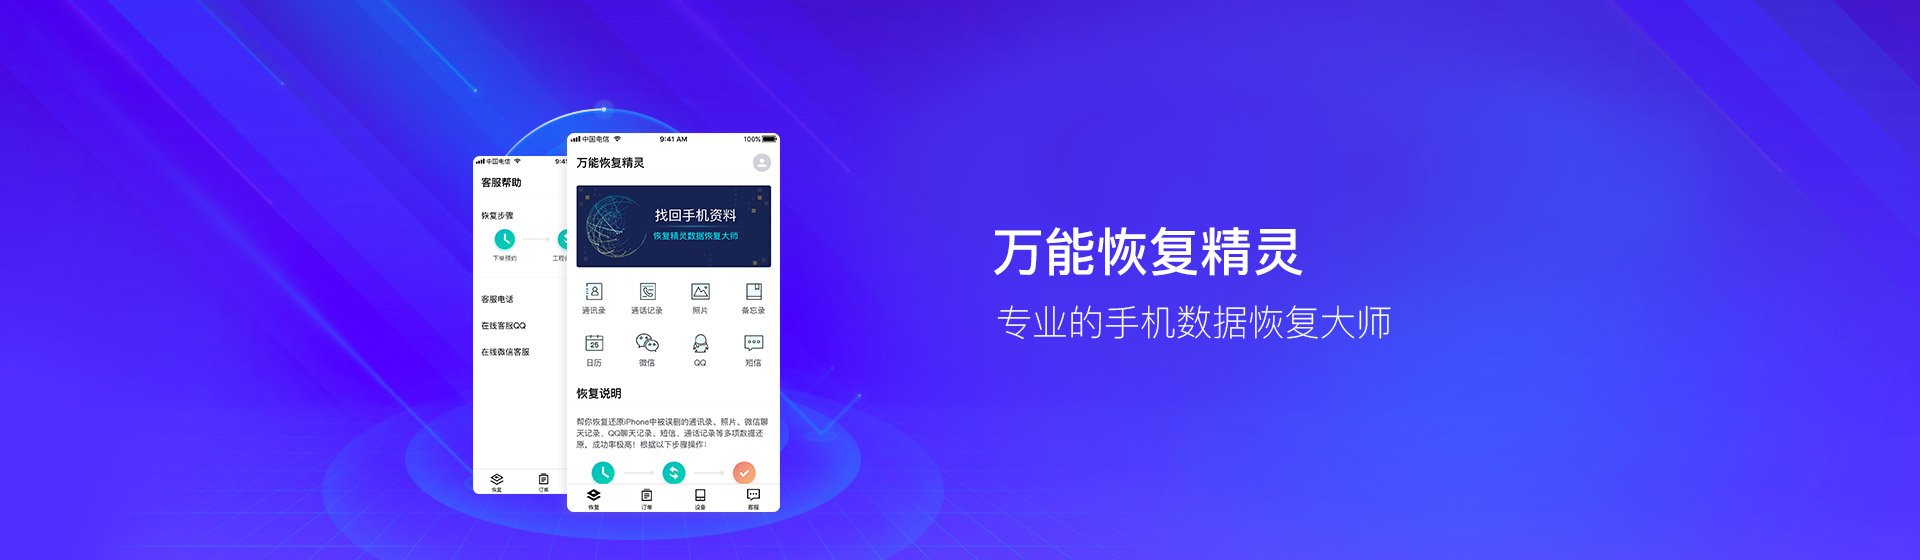 中国电信
9:41
客服帮助
恢复步骤
下单预约
客服电话
在线客服QQ
在线微信客服
恢复
订单
中国电信
9:41 AM
100%
万能恢复精灵
找回手机资料
恢复精灵数据恢复大师
通讯录
通话记录
照片
备忘录
25
日历
微信
QQ
短信
恢复说明
帮你恢复还原iPhone中被误删的通讯录、照片、微信聊
天记录、QQ聊天记录、短信、通话记录等多项数据还
原，成功率极高！根据以下步骤操作：
恢复
订单
设备
客服
万能恢复精灵
专业的手机数据恢复大师